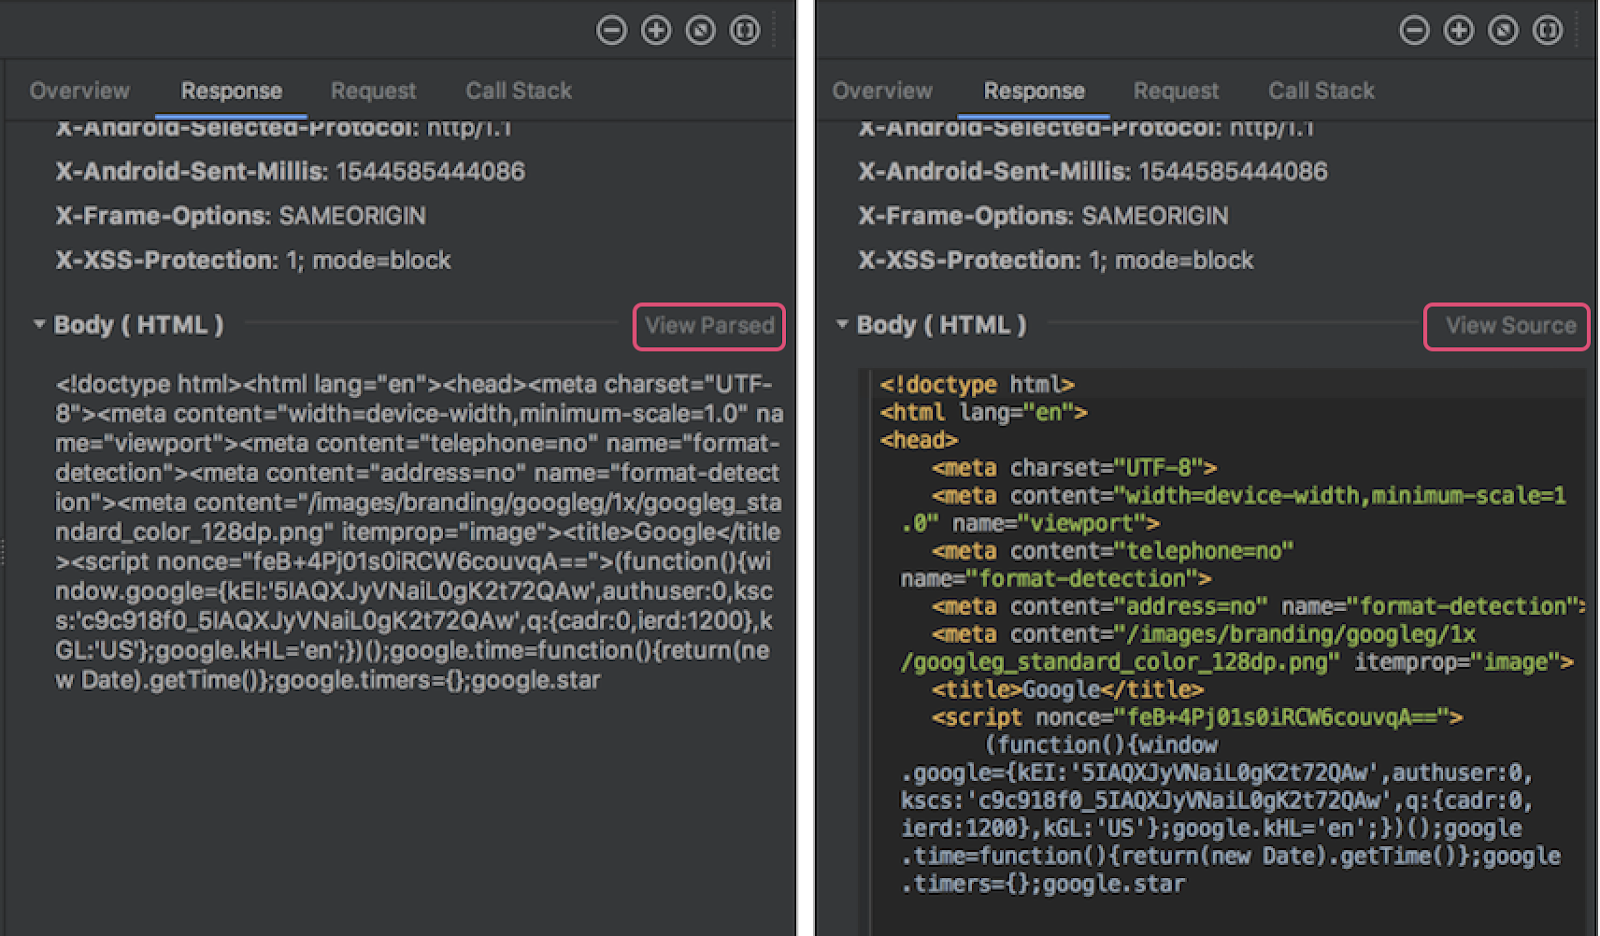 Overview Response Request Call Stack
X-Android-Selected-Protocol: http/1.1
X-Android-Sent-Millis: 1544585444086
X-Frame-Options: SAMEORIGIN
X-XSS-Protection: 1; mode=block
Body ( HTML ) View Parsed
<!doctype html><html lang="en"><head><meta charset="UTF-
8"><meta content="width=device-width,minimum-scale=1.0" na
me="viewport"><meta content="telephone=no" name="format-
detection"><meta content="address=no" name="format-detect
ion"><meta content="/images/branding/googleg/1x/googleg_sta
ndard_color_128dp.png" itemprop="image"><title>Google</title
><script nonce="feB+4Pj01s0iRCW6couvqA==">(function(){wi
ndow.google={kEI:'5IAQXJyVNaiL0gK2t72QAw',authuser:0,ksc
s:'c9c918f0_5IAQXJyVNaiL0gK2t72QAw',q:{cadr:0,ierd:1200},k
GL:'US'};google.kHL='en';})();google.time=function(){return(ne
w Date).getTime()};google.timers={};google.star
Overview Response Request Call Stack
X-Android-Selected-Protocol: http/1.1
X-Android-Sent-Millis: 1544585444086
X-Frame-Options: SAMEORIGIN
X-XSS-Protection: 1; mode=block
Body ( HTML ) View Source
<!doctype html>
<html lang="en">
<head>
<meta charset="UTF-8">
<meta content="width=device-width,minimum-scale=1
.0" name="viewport">
<meta content="telephone=no"
name="format-detection">
<meta content="address=no" name="format-detection">
<meta content="/images/branding/googleg/1x
/googleg_standard_color_128dp.png" itemprop="image">
<title>Google</title>
<script nonce="feB+4Pj01s0iRCW6couvqA==">
(function(){window
.google={kEI:'5IAQXJyVNaiL0gK2t72QAw',authuser:0,
kscs:'c9c918f0_5IAQXJyVNaiL0gK2t72QAw',q:{cadr:0,
ierd:1200},kGL:'US'};google.kHL='en';})();google
.time=function(){return(new Date).getTime()};google
.timers={};google.star